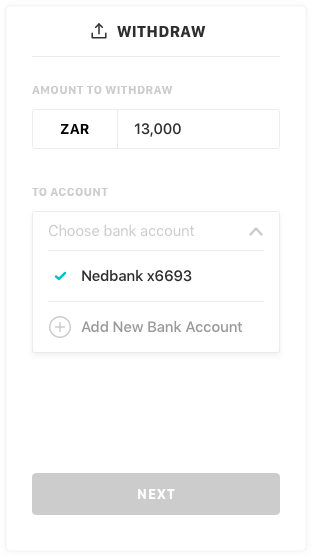 WITHDRAW
AMOUNT TO WITHDRAW
ZAR 13,000
TO ACCOUNT
Choose bank account
Nedbank x6693
Add New Bank Account
NEXT